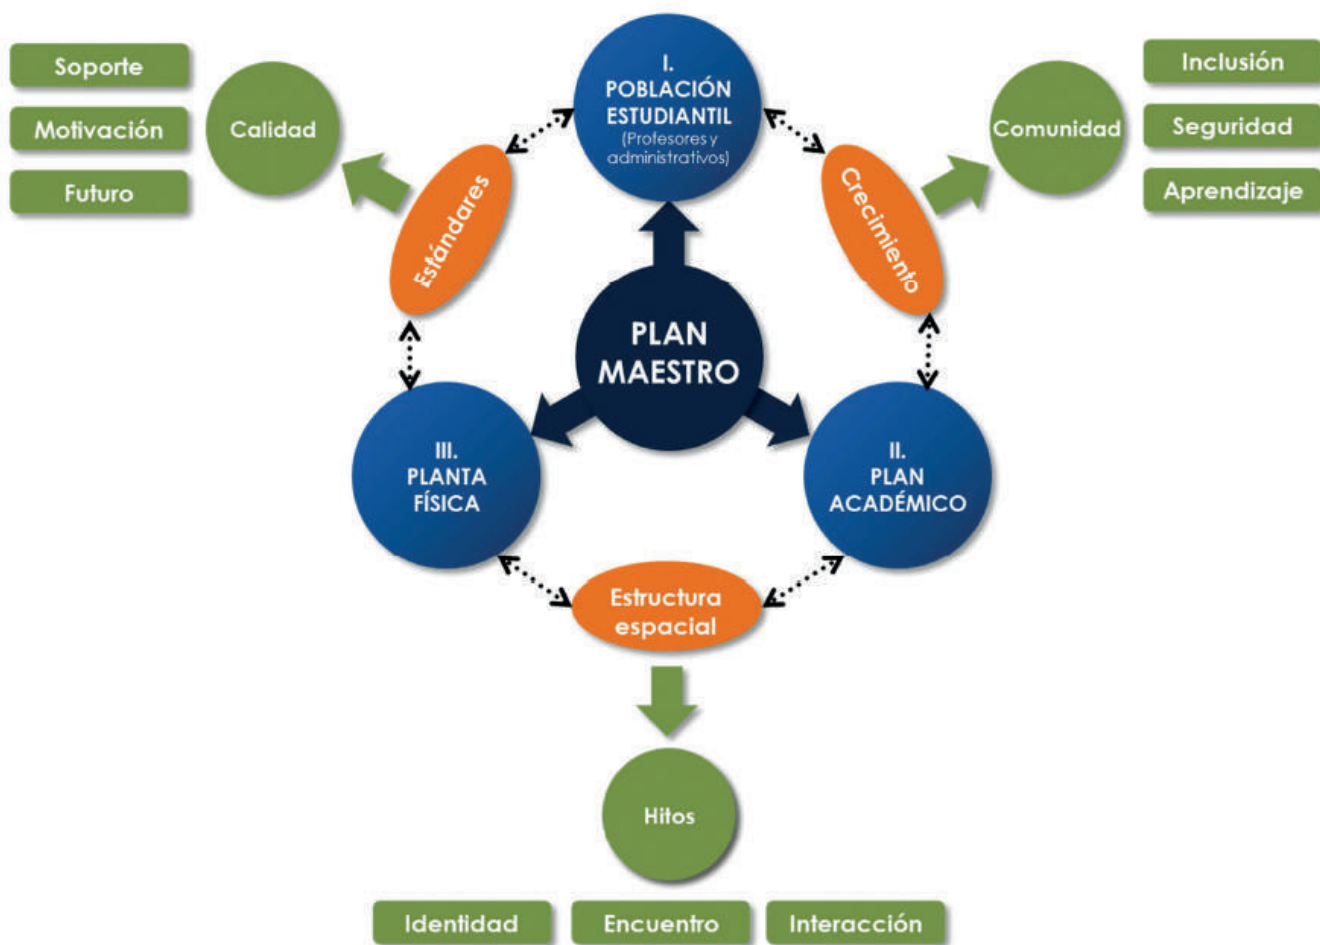 Soporte
Motivación
Futuro
Calidad
I.
POBLACIÓN
ESTUDIANTIL
(Profesores y
administrativos)
Comunidad
Inclusión
Seguridad
Aprendizaje
Estándares
Crecimiento
PLAN
MAESTRO
III.
PLANTA
FÍSICA
II.
PLAN
ACADÉMICO
Estructura
espacial
Hitos
Identidad
Encuentro
Interacción